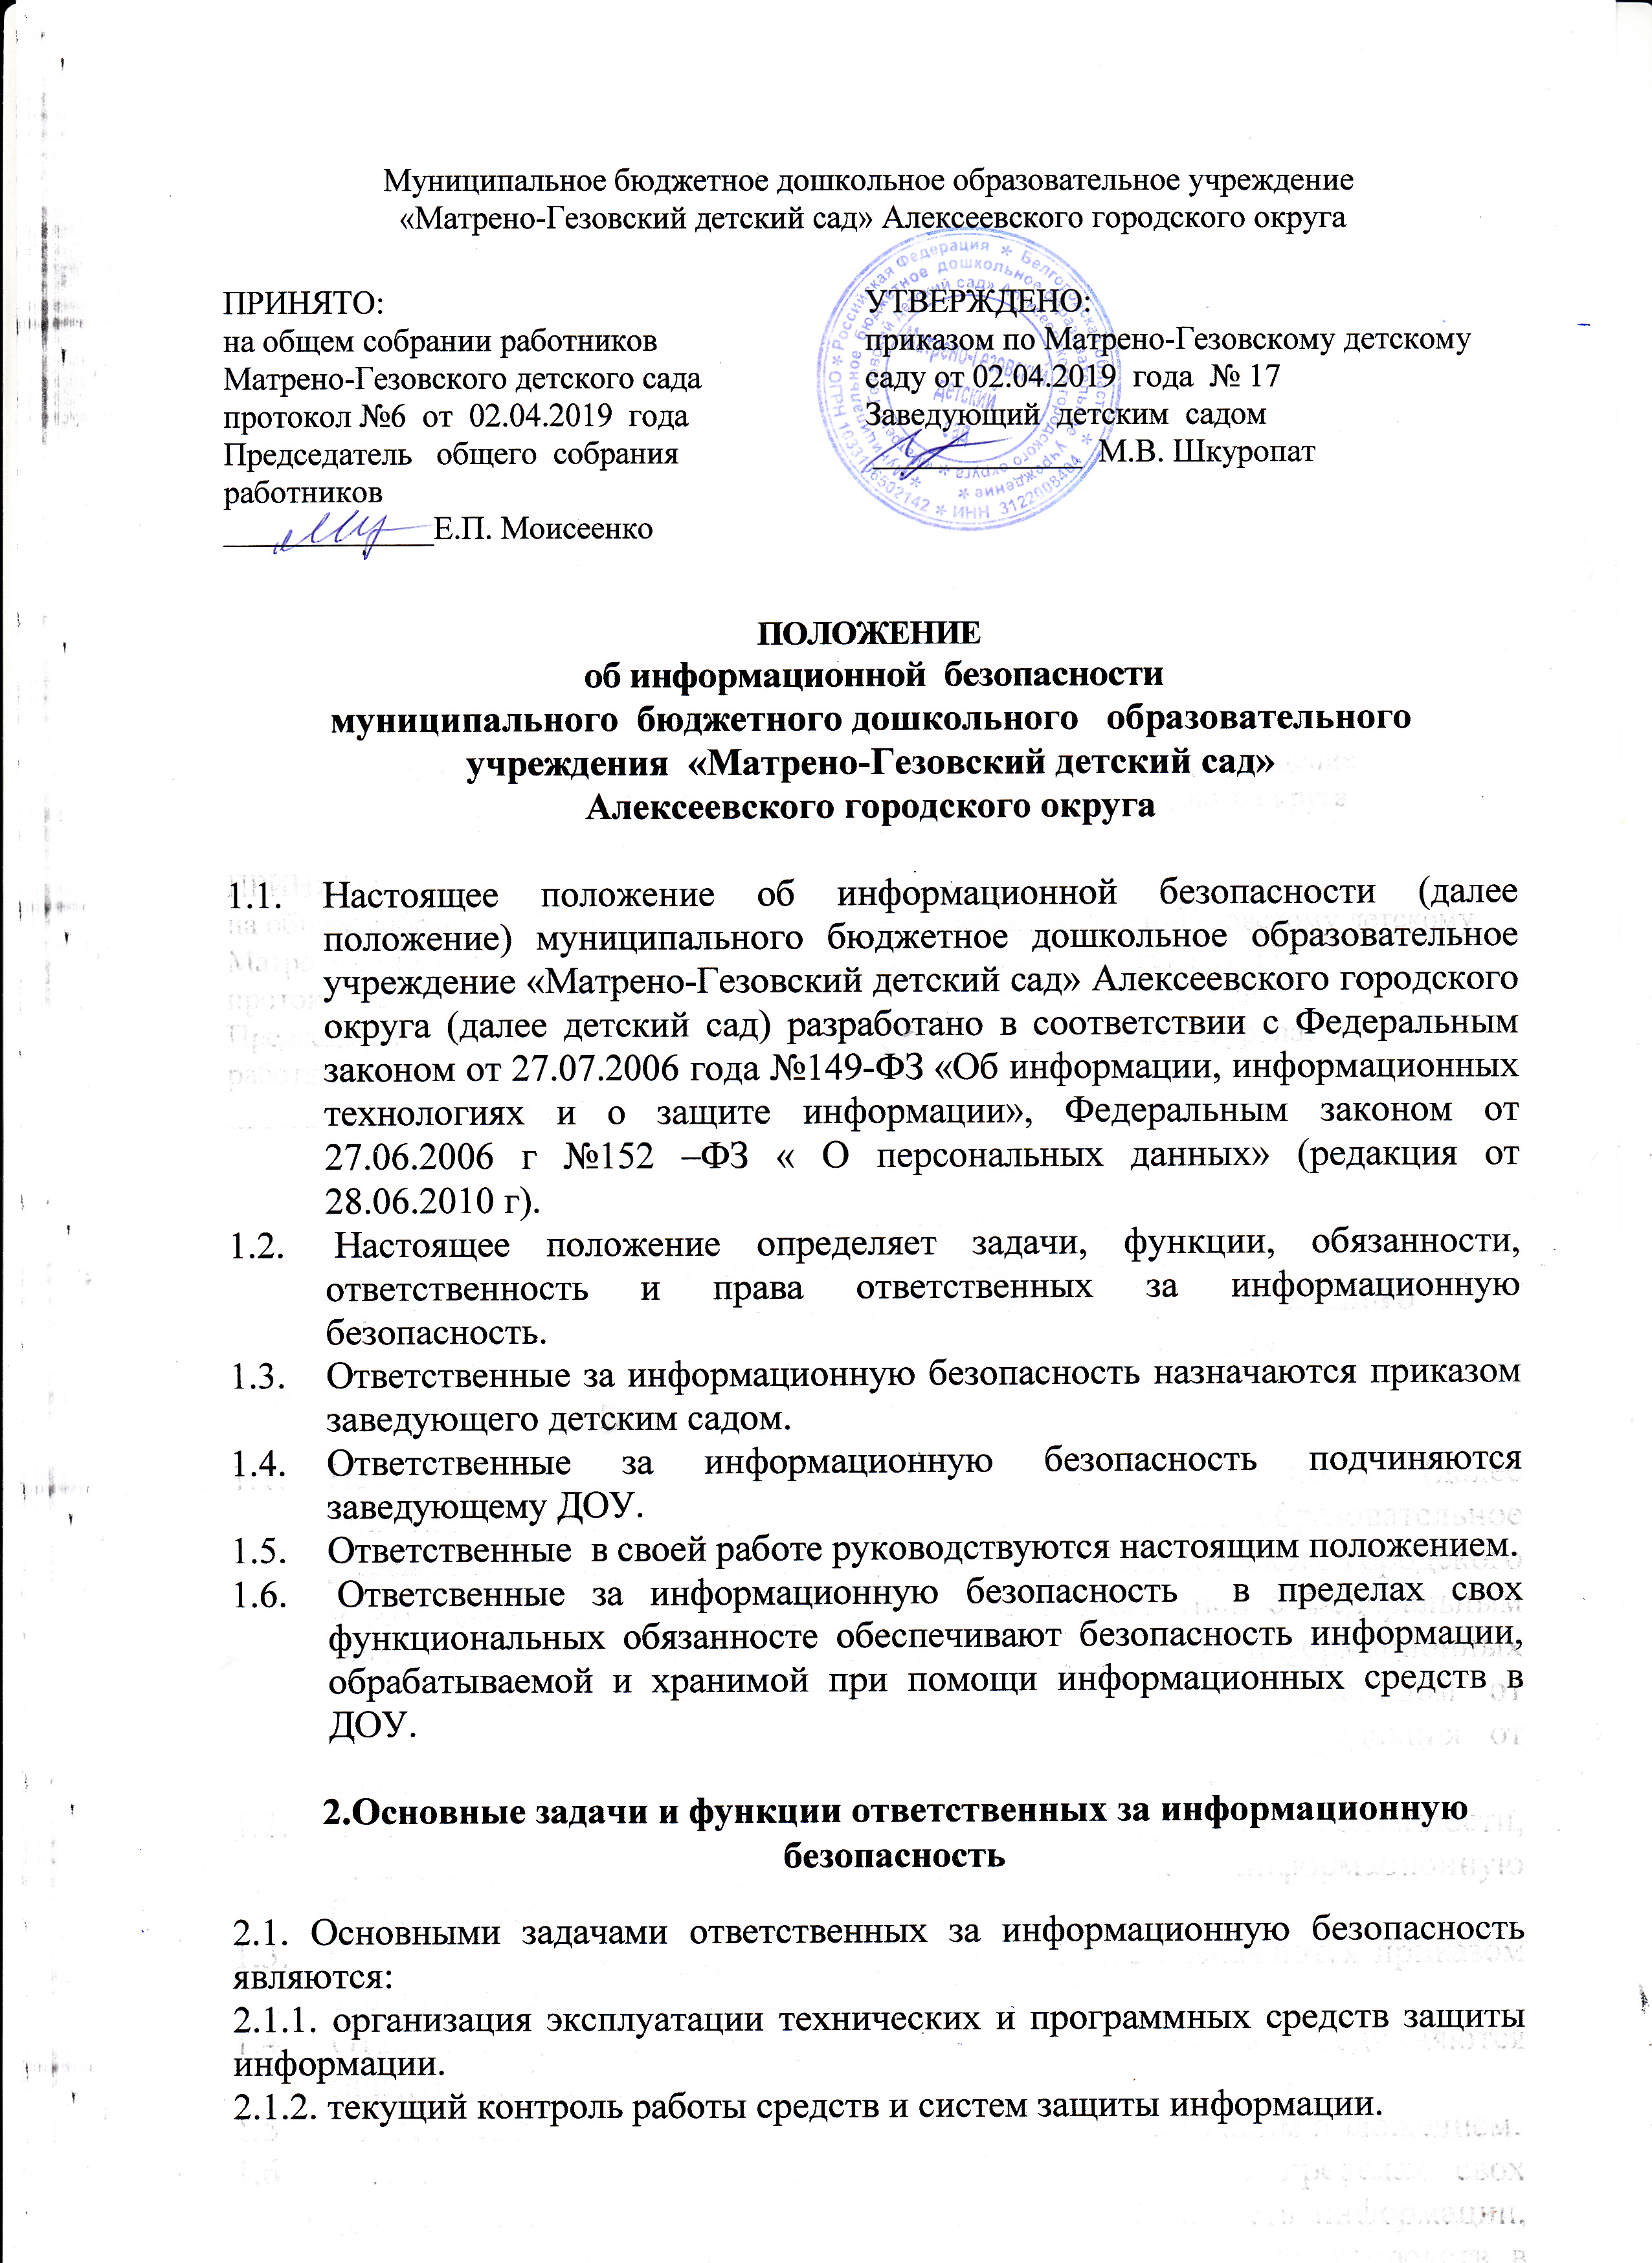 Муниципальное бюджетное дошкольное образовательное учреждение
«Матрено-Гезовский детский сад» Алексеевского городского округа
ПРИНЯТО:
на общем собрании работников
Матрено-Гезовского детского сада
протокол №6 от 02.04.2019 года
Председатель общего собрания
работников
_____________Е.П. Моисеенко
УТВЕРЖДЕНО:
приказом по Матрено-Гезовскому детскому
саду от 02.04.2019 года № 17
Заведующий детским садом
_____________ М.В. Шкуропат
ПОЛОЖЕНИЕ
об информационной безопасности
муниципального бюджетного дошкольного образовательного
учреждения «Матрено-Гезовский детский сад»
Алексеевского городского округа
1.1. Настоящее положение об информационной безопасности (далее
положение) муниципального бюджетное дошкольное образовательное
учреждение «Матрено-Гезовский детский сад» Алексеевского городского
округа (далее детский сад) разработано в соответствии с Федеральным
законом от 27.07.2006 года №149-ФЗ «Об информации, информационных
технологиях и о защите информации», Федеральным законом от
27.06.2006 г №152 –ФЗ « О персональных данных» (редакция от
28.06.2010 г).
1.2. Настоящее положение определяет задачи, функции, обязанности,
ответственность и права ответственных за информационную
безопасность.
1.3. Ответственные за информационную безопасность назначаются приказом
заведующего детским садом.
1.4. Ответственные за информационную безопасность подчиняются
заведующему ДОУ.
1.5. Ответственные в своей работе руководствуются настоящим положением.
1.6. Ответсвенные за информационную безопасность в пределах свох
функциональных обязанносте обеспечивают безопасность информации,
обрабатываемой и хранимой при помощи информационных средств в
ДОУ.
2.Основные задачи и функции ответственных за информационную
безопасность
2.1. Основными задачами ответственных за информационную безопасность
являются:
2.1.1. организация эксплуатации технических и программных средств защиты
информации.
2.1.2. текущий контроль работы средств и систем защиты информации.